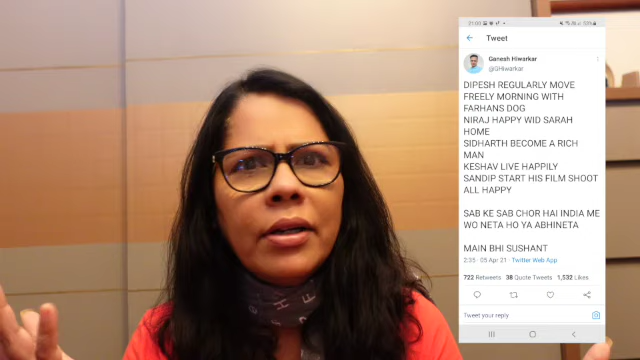 01:00
52%
Tweet
Ganesh Hiwarkar
@GHiwarkar
DIPESH REGULARLY MOVE
FREELY MORNING WITH
FARHANS DOG
NIRAJ HAPPY WID SARAH
HOME
SIDHARTH BECOME A RICH
MAN
KESHAV LIVE HAPPILY
SANDIP START HIS FILM SHOOT
ALL HAPPY
SAB KE SAB CHOR HAI INDIA ME
WO NETA HO YA ABHINETA
MAIN BHI SUSHANT
2:35 · 05 Apr 21 · Twitter Web App
722 Retweets 38 Quote Tweets 1,532 Likes
Tweet your reply